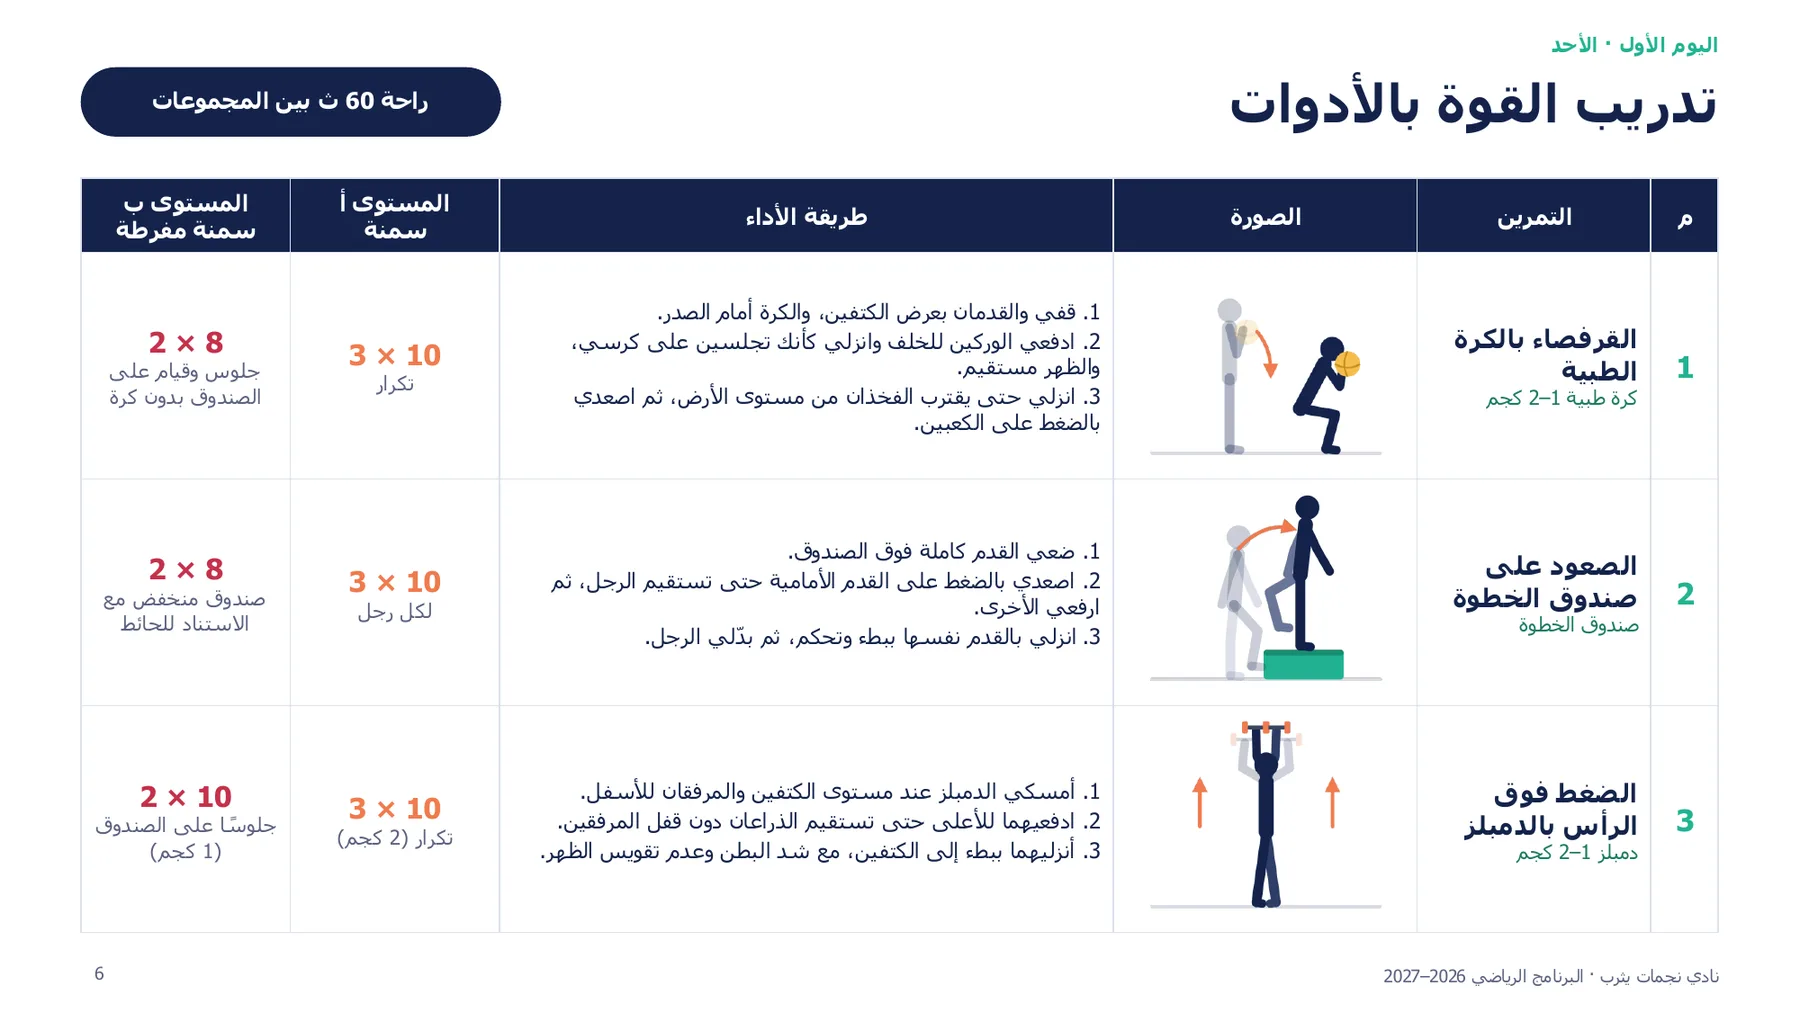 اليوم الأول · الأحد
تدريب القوة بالأدوات
راحة 60 ث بين المجموعات
م
التمرين
الصورة
طريقة الأداء
المستوى أ
سمنة
المستوى ب
سمنة مفرطة
1
القرفصاء بالكرة
الطبية
كرة طبية 1–2 كجم
1. قفي والقدمان بعرض الكتفين، والكرة أمام الصدر.
2. ادفعي الوركين للخلف وانزلي كأنك تجلسين على كرسي،
والظهر مستقيم.
3. انزلي حتى يقترب الفخذان من مستوى الأرض، ثم اصعدي
بالضغط على الكعبين.
3 × 10
تكرار
2 × 8
جلوس وقيام على
الصندوق بدون كرة
2
الصعود على
صندوق الخطوة
صندوق الخطوة
1. ضعي القدم كاملة فوق الصندوق.
2. اصعدي بالضغط على القدم الأمامية حتى تستقيم الرجل، ثم
ارفعي الأخرى.
3. انزلي بالقدم نفسها ببطء وتحكم، ثم بدّلي الرجل.
3 × 10
لكل رجل
2 × 8
صندوق منخفض مع
الاستناد للحائط
3
الضغط فوق
الرأس بالدمبلز
دمبلز 1–2 كجم
1. أمسكي الدمبلز عند مستوى الكتفين والمرفقان للأسفل.
2. ادفعيهما للأعلى حتى تستقيم الذراعان دون قفل المرفقين.
3. أنزليهما ببطء إلى الكتفين، مع شد البطن وعدم تقويس الظهر.
3 × 10
تكرار (2 كجم)
2 × 10
جلوسًا على الصندوق
(1 كجم)
نادي نجمات يثرب · البرنامج الرياضي 2026–2027
6